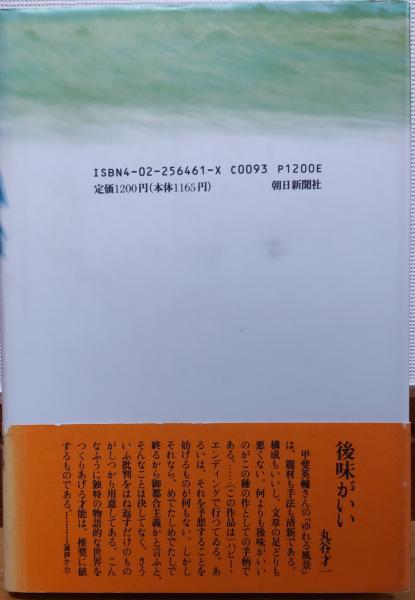 ISBN4-02-256461-X C0093 P1200E
定価1200円(本体1165円) 朝日新聞社
後味がいい
丸谷才一
甲斐英輔さんの『ゆれる風景』
は、題材も手法も清新である。
構成もいいし、文章の足どりも
悪くない。何よりも後味がいい
のがこの種の作としての手柄で
ある。……〔この作品は〕ハピー・
エンディングで行つてゐる。あ
るいは、それを予想することを
妨げるものが何もない。しかし
それなら、めでたしめでたしで
終るから御都合主義かと言ふと、
そんなことは決してなく、さう
いふ批判をはね返すだけのもの
がしつかり用意してある。こん
なふうに独特の物語的な世界を
つくりあげる才能は、推奨に値
するものである。………(選評から)